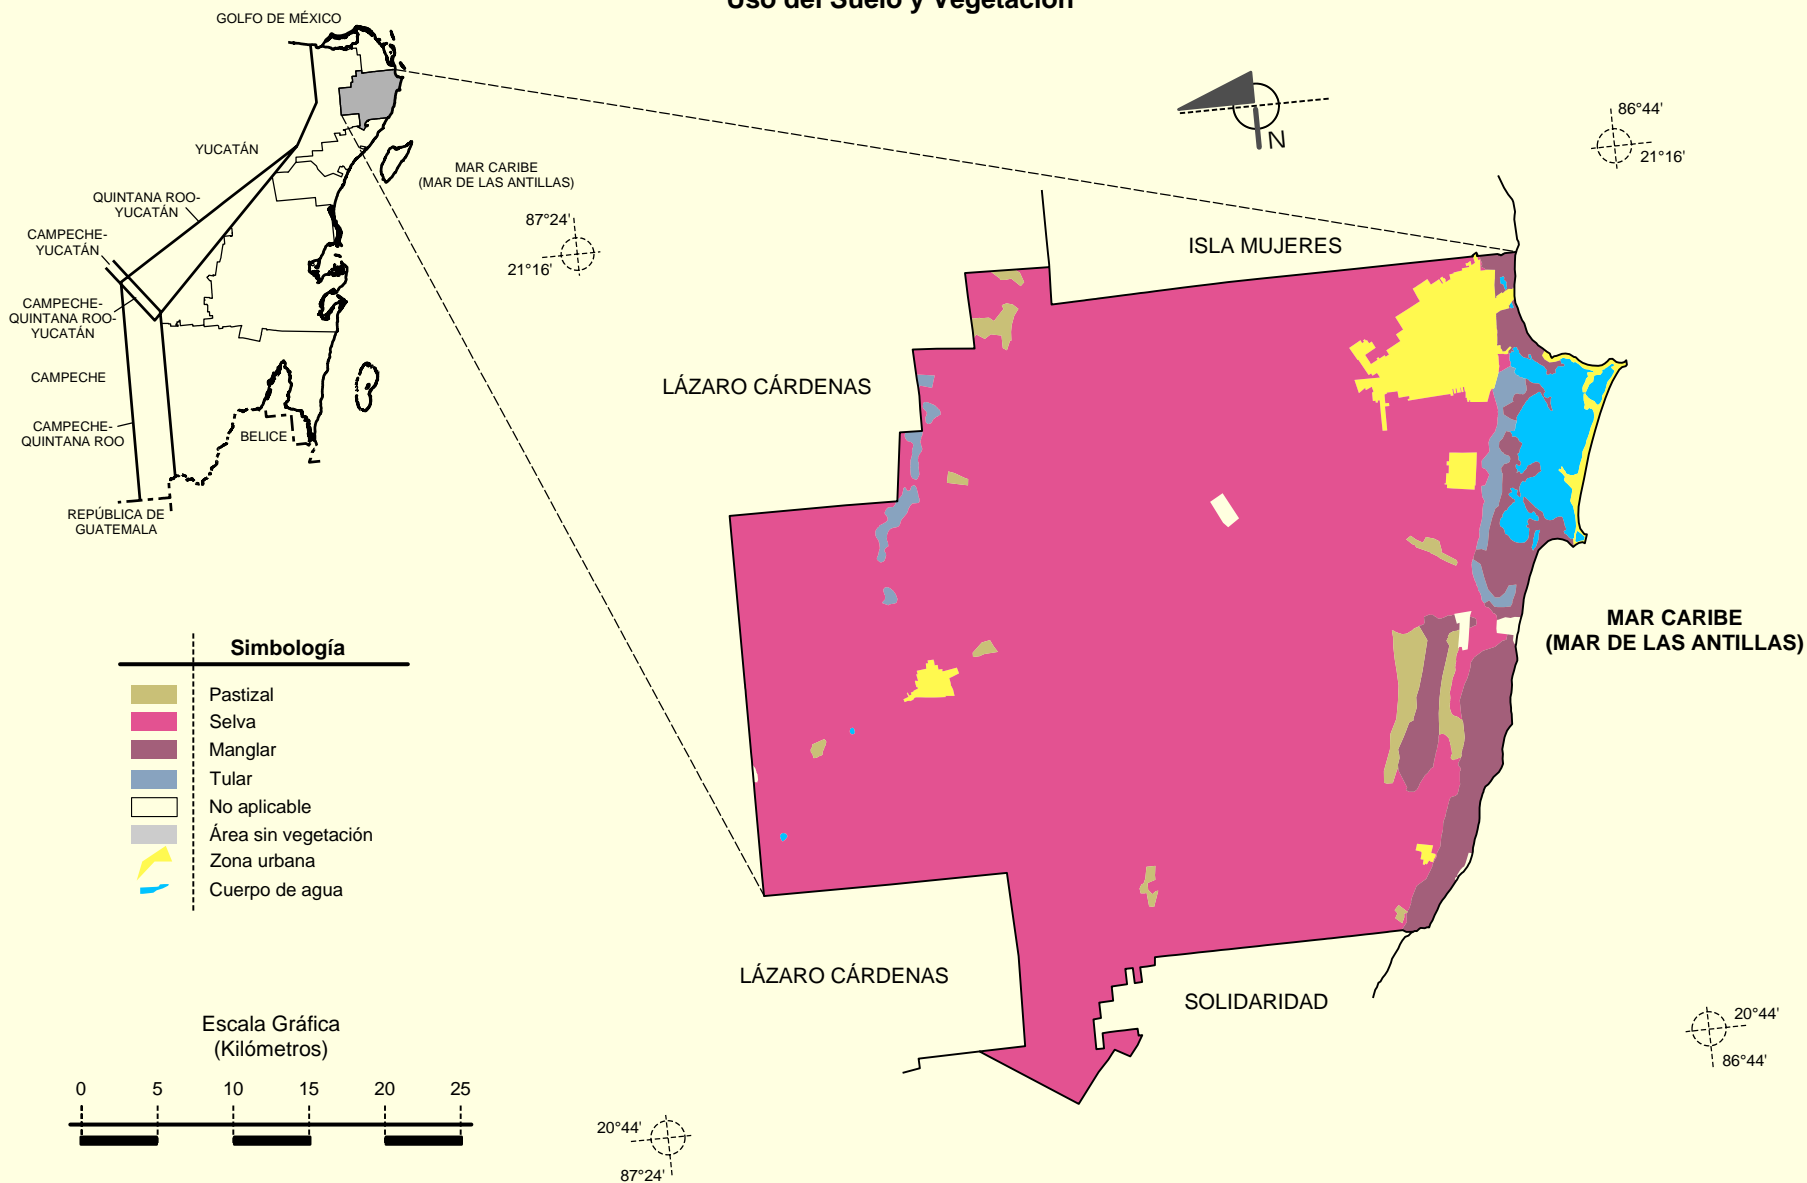 Uso del Suelo y Vegetación
GOLFO DE MÉXICO
YUCATÁN
MAR CARIBE
(MAR DE LAS ANTILLAS)
QUINTANA ROO-
YUCATÁN
CAMPECHE-
YUCATÁN
CAMPECHE-
QUINTANA ROO-
YUCATÁN
CAMPECHE
CAMPECHE-
QUINTANA ROO
BELICE
REPÚBLICA DE
GUATEMALA
N
86°44'
21°16'
87°24'
21°16'
ISLA MUJERES
LÁZARO CÁRDENAS
MAR CARIBE
(MAR DE LAS ANTILLAS)
LÁZARO CÁRDENAS
SOLIDARIDAD
20°44'
86°44'
20°44'
87°24'
Simbología
Pastizal
Selva
Manglar
Tular
No aplicable
Área sin vegetación
Zona urbana
Cuerpo de agua
Escala Gráfica
(Kilómetros)
0 5 10 15 20 25